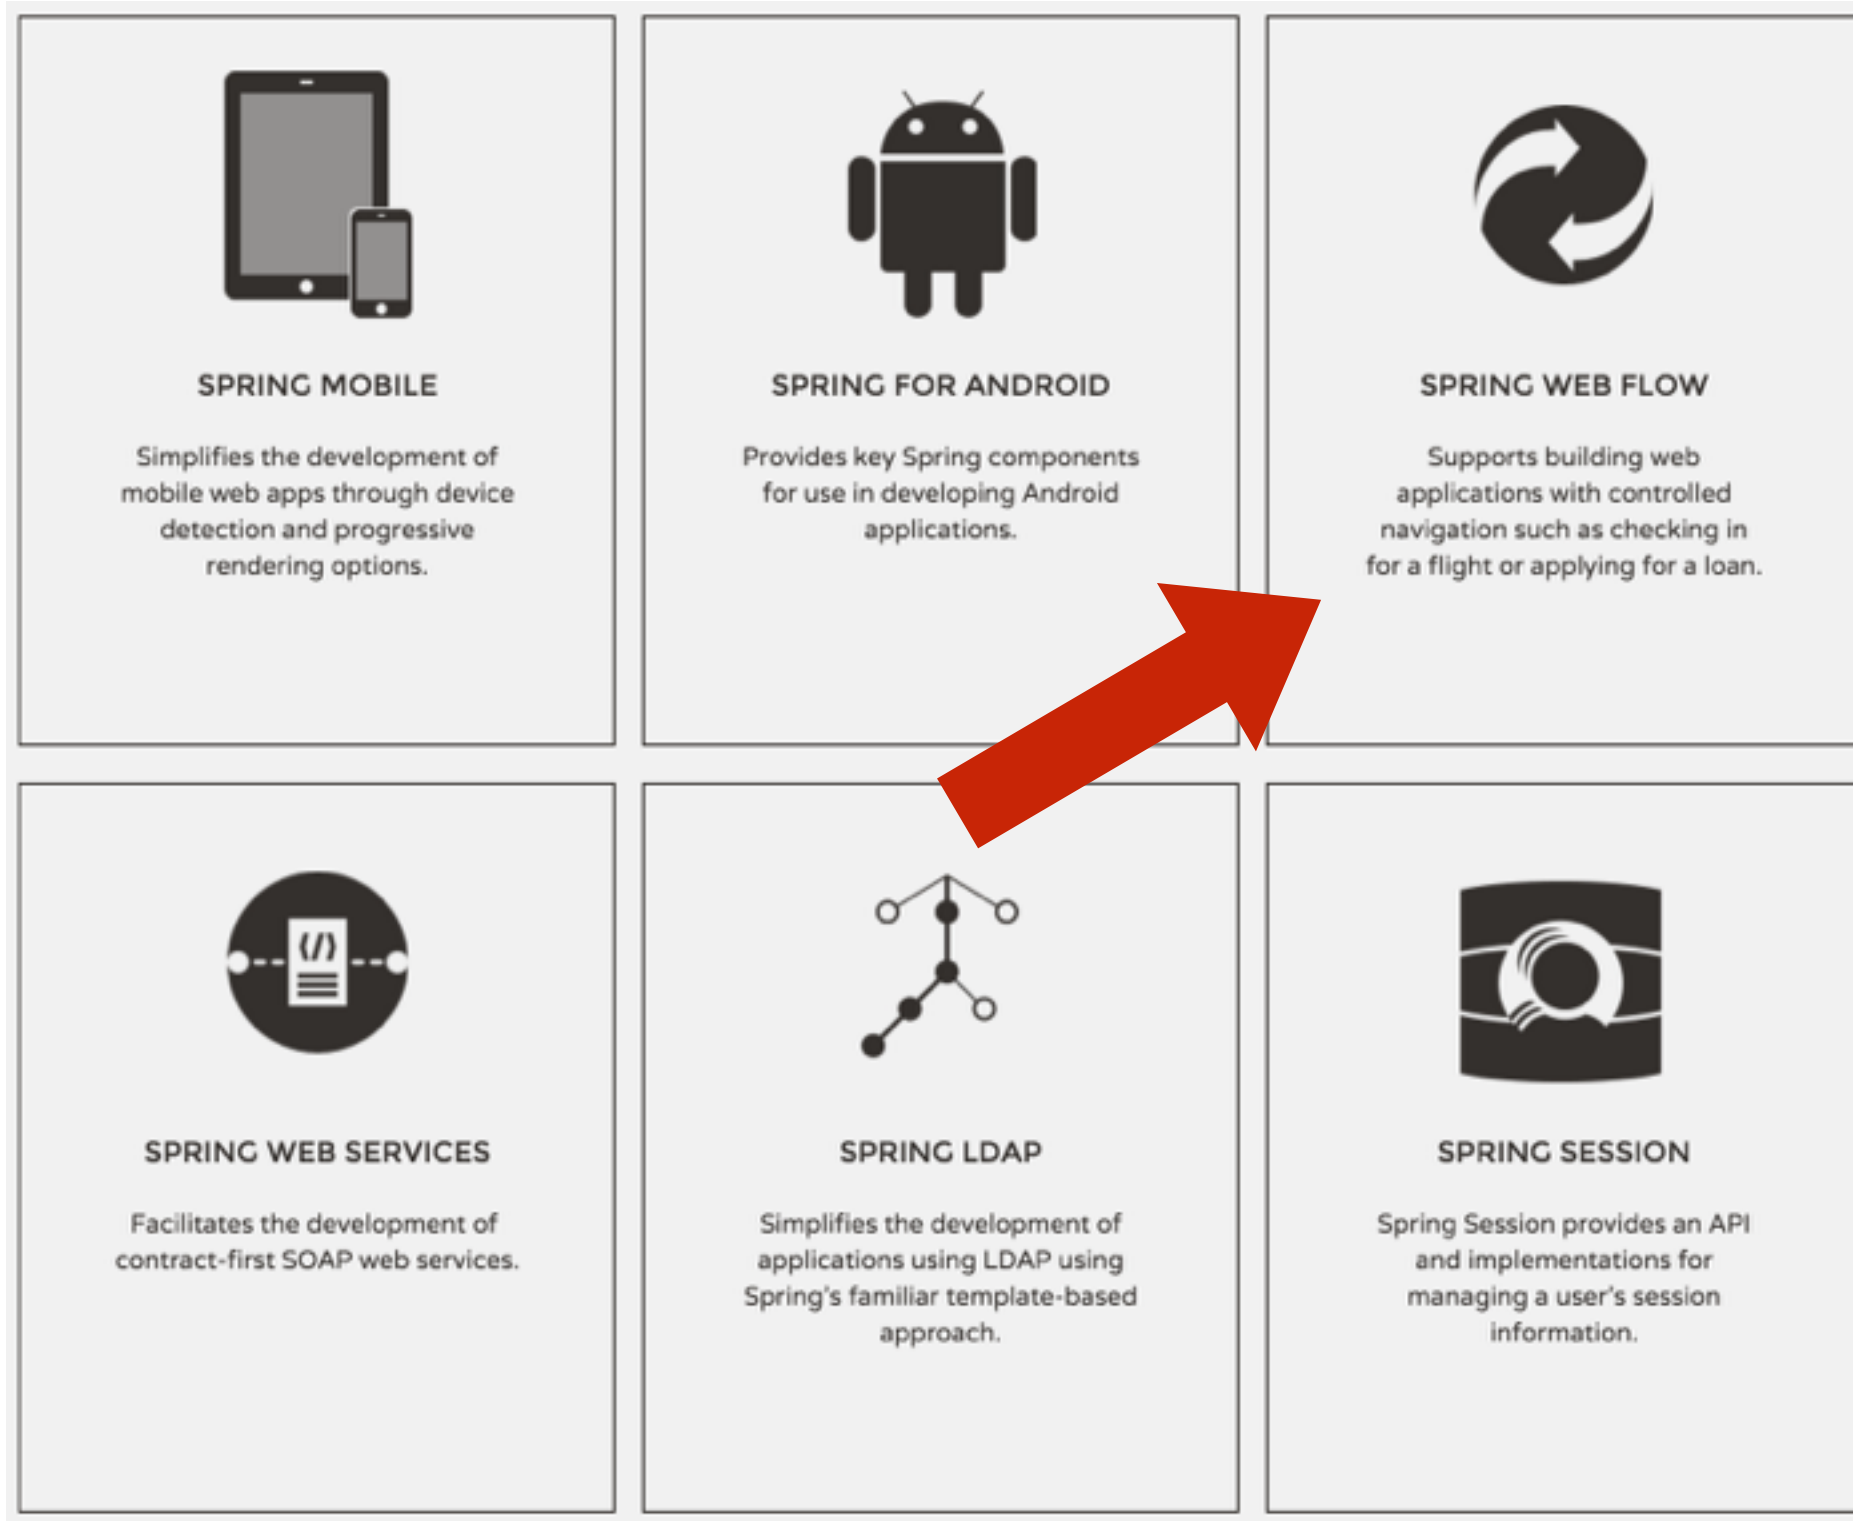 SPRING MOBILE
Simplifies the development of
mobile web apps through device
detection and progressive
rendering options.
SPRING FOR ANDROID
Provides key Spring components
for use in developing Android
applications.
SPRING WEB FLOW
Supports building web
applications with controlled
navigation such as checking in
for a flight or applying for a loan.
</>
SPRING WEB SERVICES
Facilitates the development of
contract-first SOAP web services.
SPRING LDAP
Simplifies the development of
applications using LDAP using
Spring's familiar template-based
approach.
SPRING SESSION
Spring Session provides an API
and implementations for
managing a user's session
information.